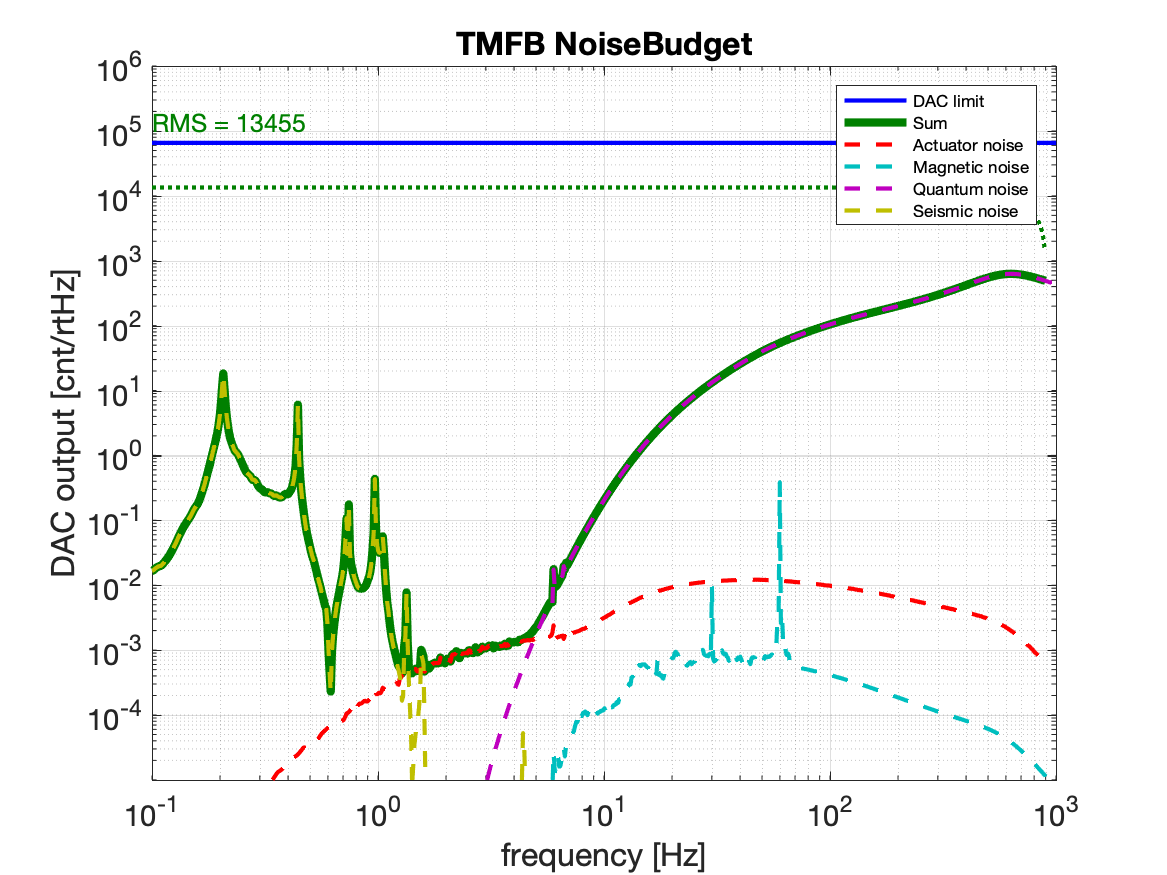 TMFB NoiseBudget
10^6
10^5
10^4
10^3
10^2
10^1
10^0
10^-1
10^-2
10^-3
10^-4
DAC output [cnt/rtHz]
RMS = 13455
DAC limit
Sum
Actuator noise
Magnetic noise
Quantum noise
Seismic noise
10^-1 10^0 10^1 10^2 10^3
frequency [Hz]